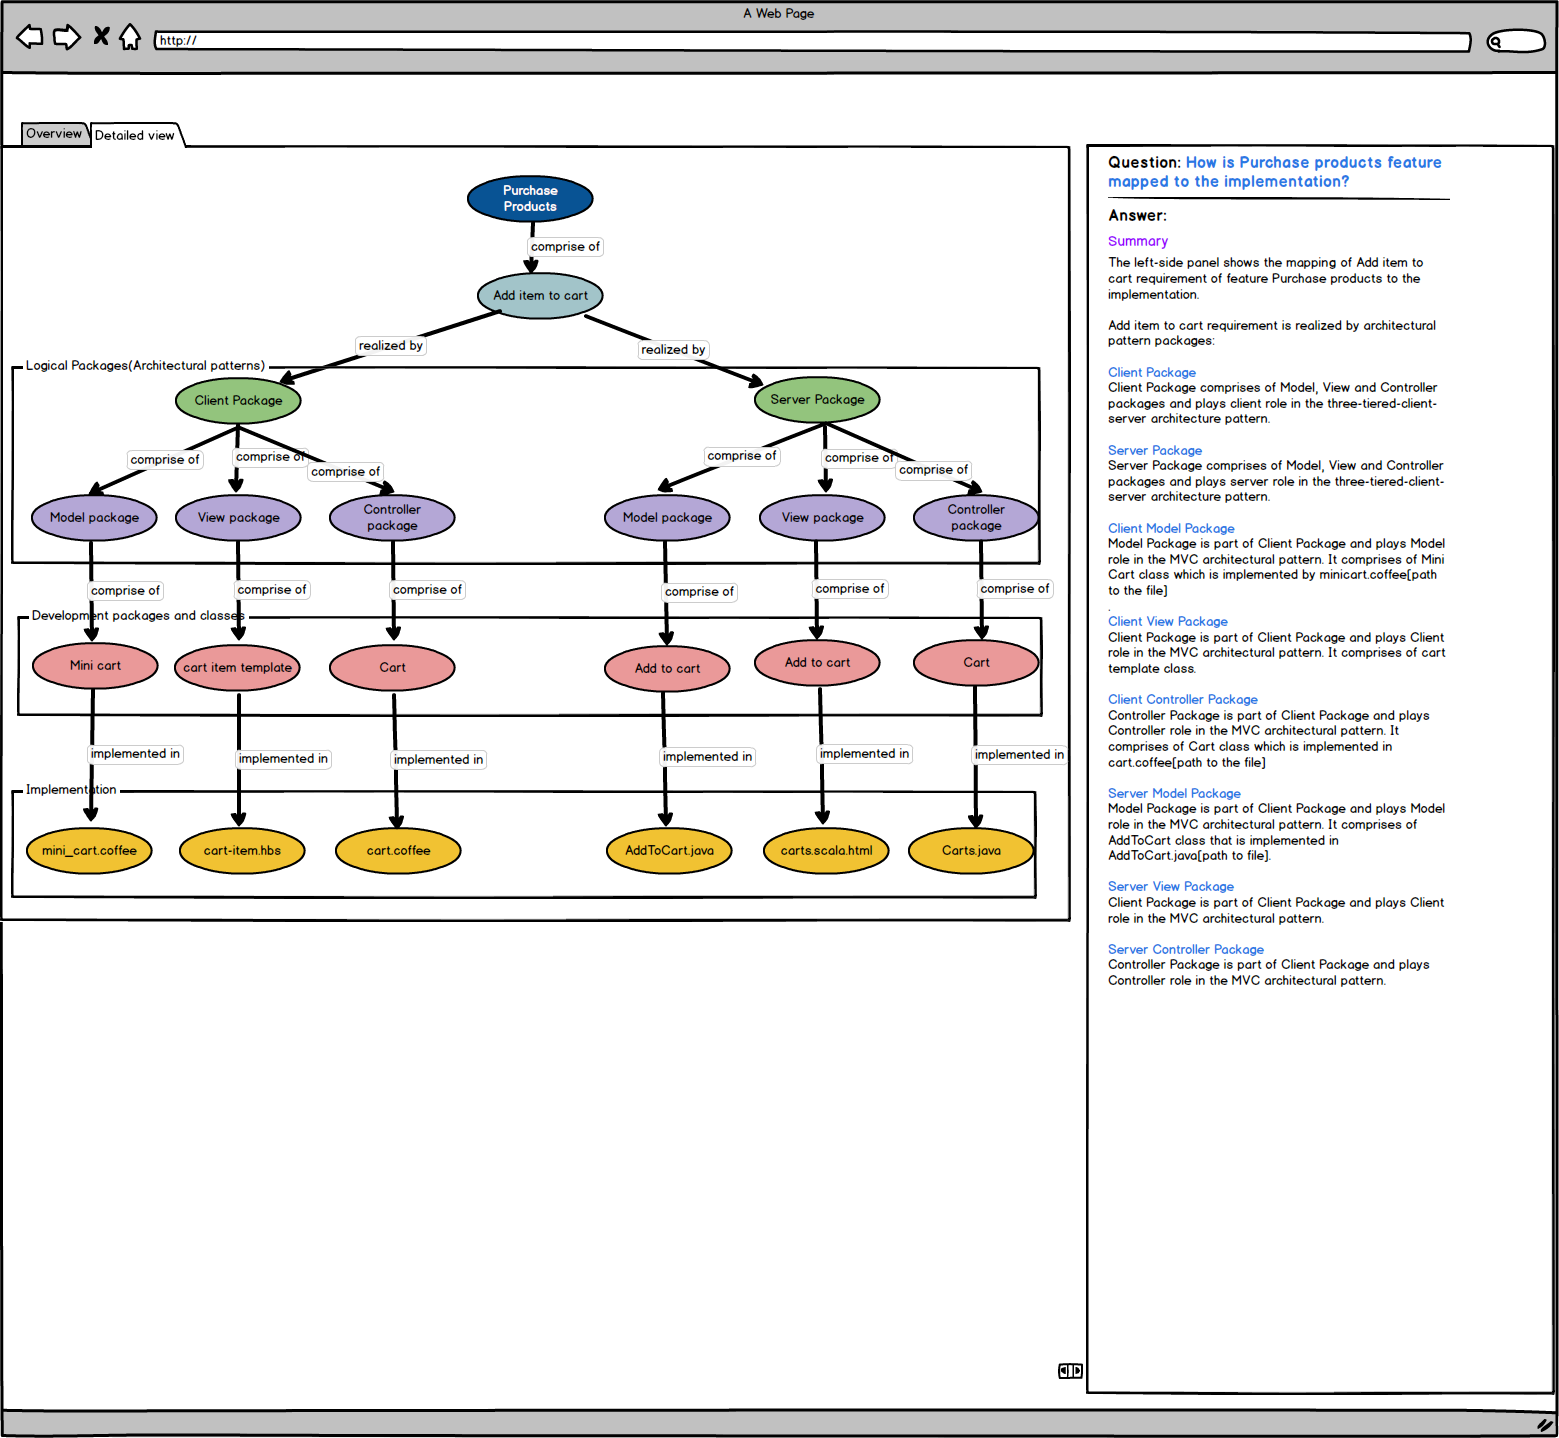 A Web Page
http://
Overview
Detailed view
Purchase
Products
comprise of
Add item to cart
realized by
realized by
Logical Packages(Architectural patterns)
Client Package
Server Package
comprise of
comprise of
comprise of
comprise of
comprise of
comprise of
Model package
View package
Controller
package
Model package
View package
Controller
package
comprise of
comprise of
comprise of
comprise of
comprise of
comprise of
Development packages and classes
Mini cart
cart item template
Cart
Add to cart
Add to cart
Cart
implemented in
implemented in
implemented in
implemented in
implemented in
implemented in
Implementation
mini_cart.coffee
cart-item.hbs
cart.coffee
AddToCart.java
carts.scala.html
Carts.java
Question: How is Purchase products feature
mapped to the implementation?
Answer:
Summary
The left-side panel shows the mapping of Add item to
cart requirement of feature Purchase products to the
implementation.
Add item to cart requirement is realized by architectural
pattern packages:
Client Package
Client Package comprises of Model, View and Controller
packages and plays client role in the three-tiered-client-
server architecture pattern.
Server Package
Server Package comprises of Model, View and Controller
packages and plays server role in the three-tiered-client-
server architecture pattern.
Client Model Package
Model Package is part of Client Package and plays Model
role in the MVC architectural pattern. It comprises of Mini
Cart class which is implemented by minicart.coffee[path
to the file]
.
Client View Package
Client Package is part of Client Package and plays Client
role in the MVC architectural pattern. It comprises of cart
template class.
Client Controller Package
Controller Package is part of Client Package and plays
Controller role in the MVC architectural pattern. It
comprises of Cart class which is implemented in
cart.coffee[path to the file]
Server Model Package
Model Package is part of Client Package and plays Model
role in the MVC architectural pattern. It comprises of
AddToCart class that is implemented in
AddToCart.java[path to file].
Server View Package
Client Package is part of Client Package and plays Client
role in the MVC architectural pattern.
Server Controller Package
Controller Package is part of Client Package and plays
Controller role in the MVC architectural pattern.